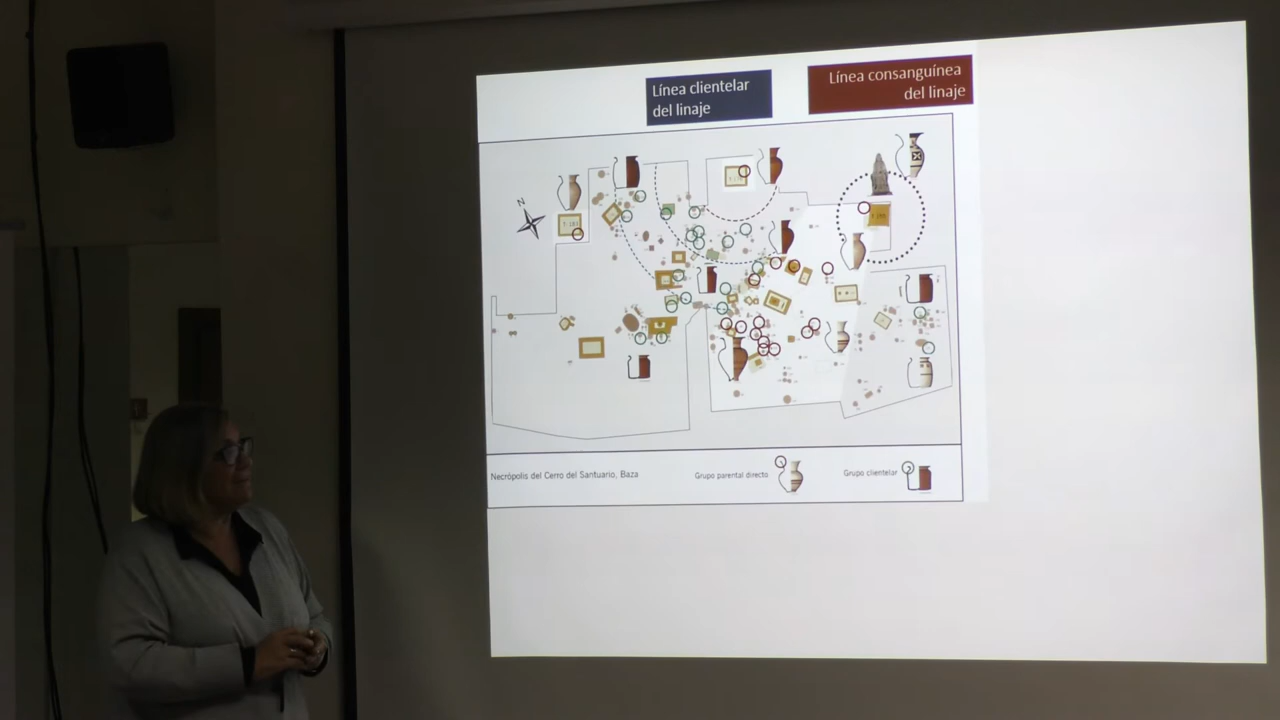 Línea clientelar
del linaje
Línea consanguínea
del linaje
N
Necrópolis del Cerro del Santuario, Baza
Grupo parental directo
Grupo clientelar